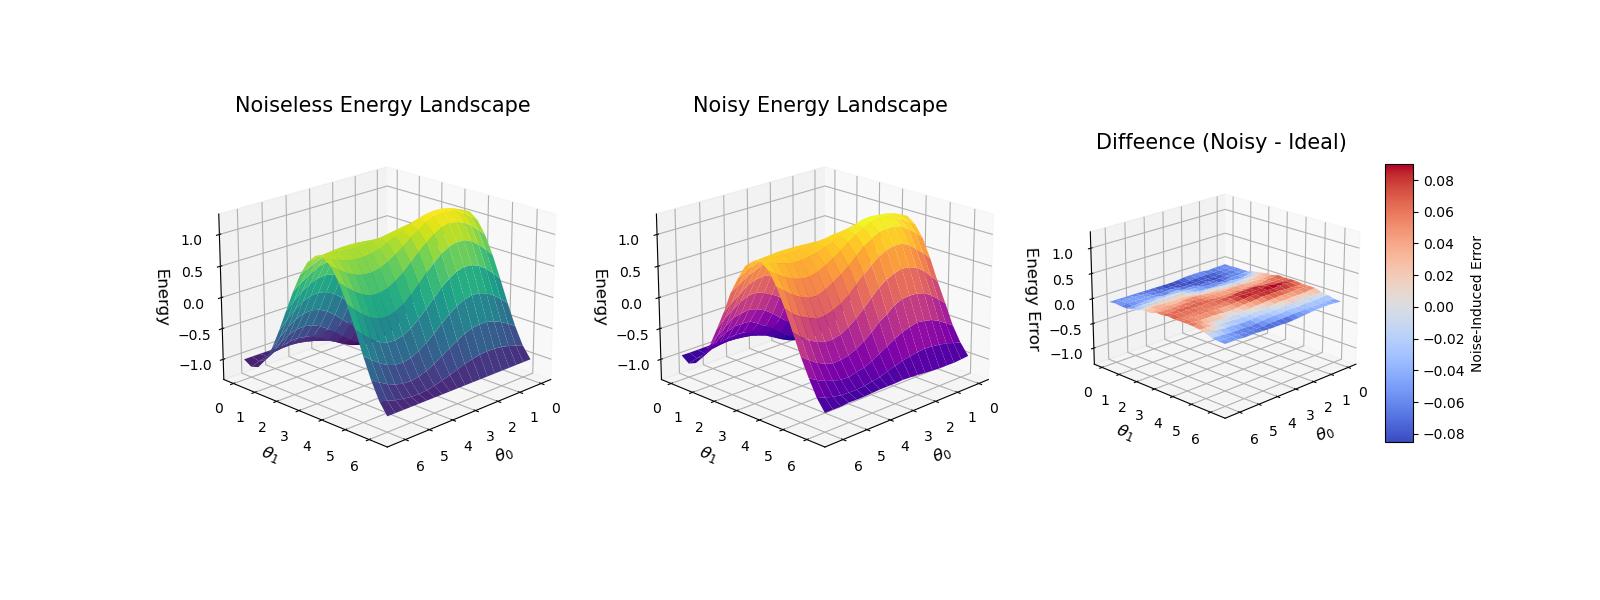 Noiseless Energy Landscape
Noisy Energy Landscape
Diffeence (Noisy - Ideal)
Energy
1.0
0.5
0.0
−0.5
−1.0
0 1 2 3 4 5 6
θ1
6 5 4 3 2 1 0
θ0
Energy
1.0
0.5
0.0
−0.5
−1.0
0 1 2 3 4 5 6
θ1
6 5 4 3 2 1 0
θ0
Energy Error
1.0
0.5
0.0
−0.5
−1.0
0 1 2 3 4 5 6
θ1
6 5 4 3 2 1 0
θ0
0.08
0.06
0.04
0.02
0.00
−0.02
−0.04
−0.06
−0.08
Noise-Induced Error